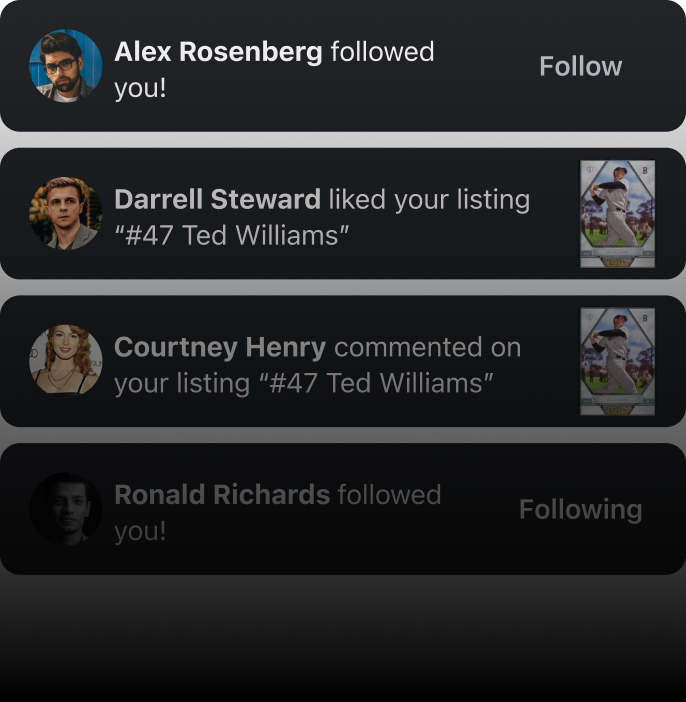 Alex Rosenberg followed
you!
Follow
Darrell Steward liked your listing
“#47 Ted Williams”
Courtney Henry commented on
your listing “#47 Ted Williams”
Ronald Richards followed
you!
Following